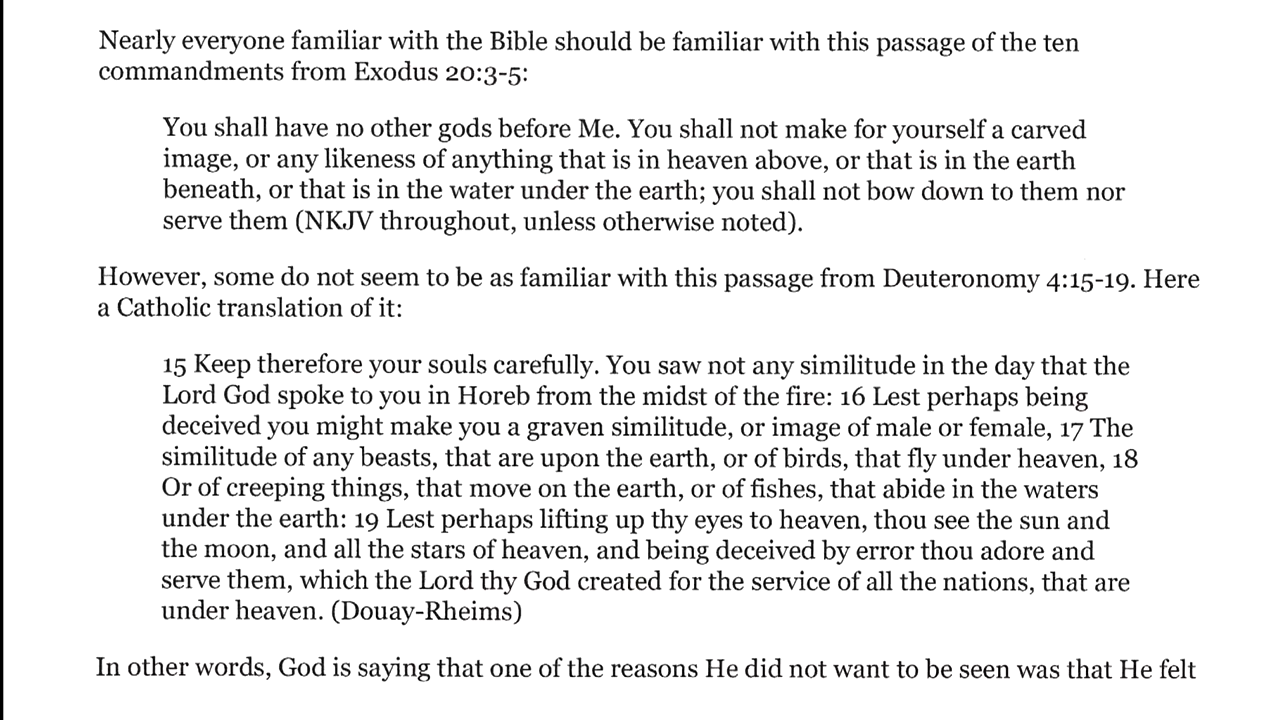 Nearly everyone familiar with the Bible should be familiar with this passage of the ten
commandments from Exodus 20:3-5:
You shall have no other gods before Me. You shall not make for yourself a carved
image, or any likeness of anything that is in heaven above, or that is in the earth
beneath, or that is in the water under the earth; you shall not bow down to them nor
serve them (NKJV throughout, unless otherwise noted).
However, some do not seem to be as familiar with this passage from Deuteronomy 4:15-19. Here
a Catholic translation of it:
15 Keep therefore your souls carefully. You saw not any similitude in the day that the
Lord God spoke to you in Horeb from the midst of the fire: 16 Lest perhaps being
deceived you might make you a graven similitude, or image of male or female, 17 The
similitude of any beasts, that are upon the earth, or of birds, that fly under heaven, 18
Or of creeping things, that move on the earth, or of fishes, that abide in the waters
under the earth: 19 Lest perhaps lifting up thy eyes to heaven, thou see the sun and
the moon, and all the stars of heaven, and being deceived by error thou adore and
serve them, which the Lord thy God created for the service of all the nations, that are
under heaven. (Douay-Rheims)
In other words, God is saying that one of the reasons He did not want to be seen was that He felt